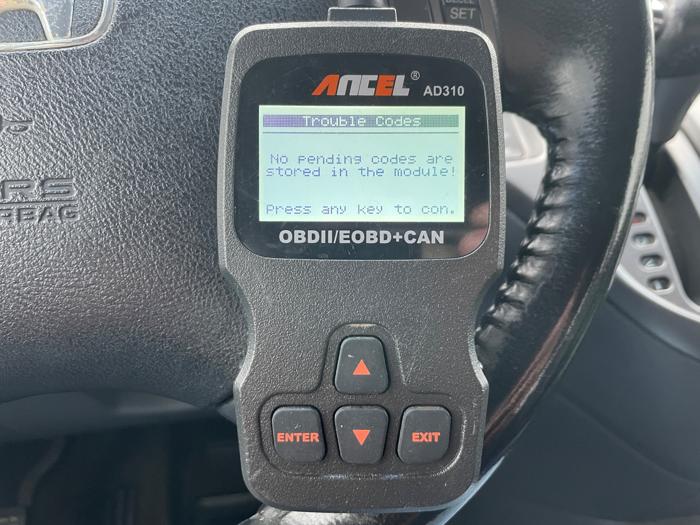 SET
ANCEL®
AD310
Trouble Codes
No pending codes are
stored in the module!
Press any key to con.
OBDII/EOBD+CAN
SRS
AIRBAG
ENTER
EXIT